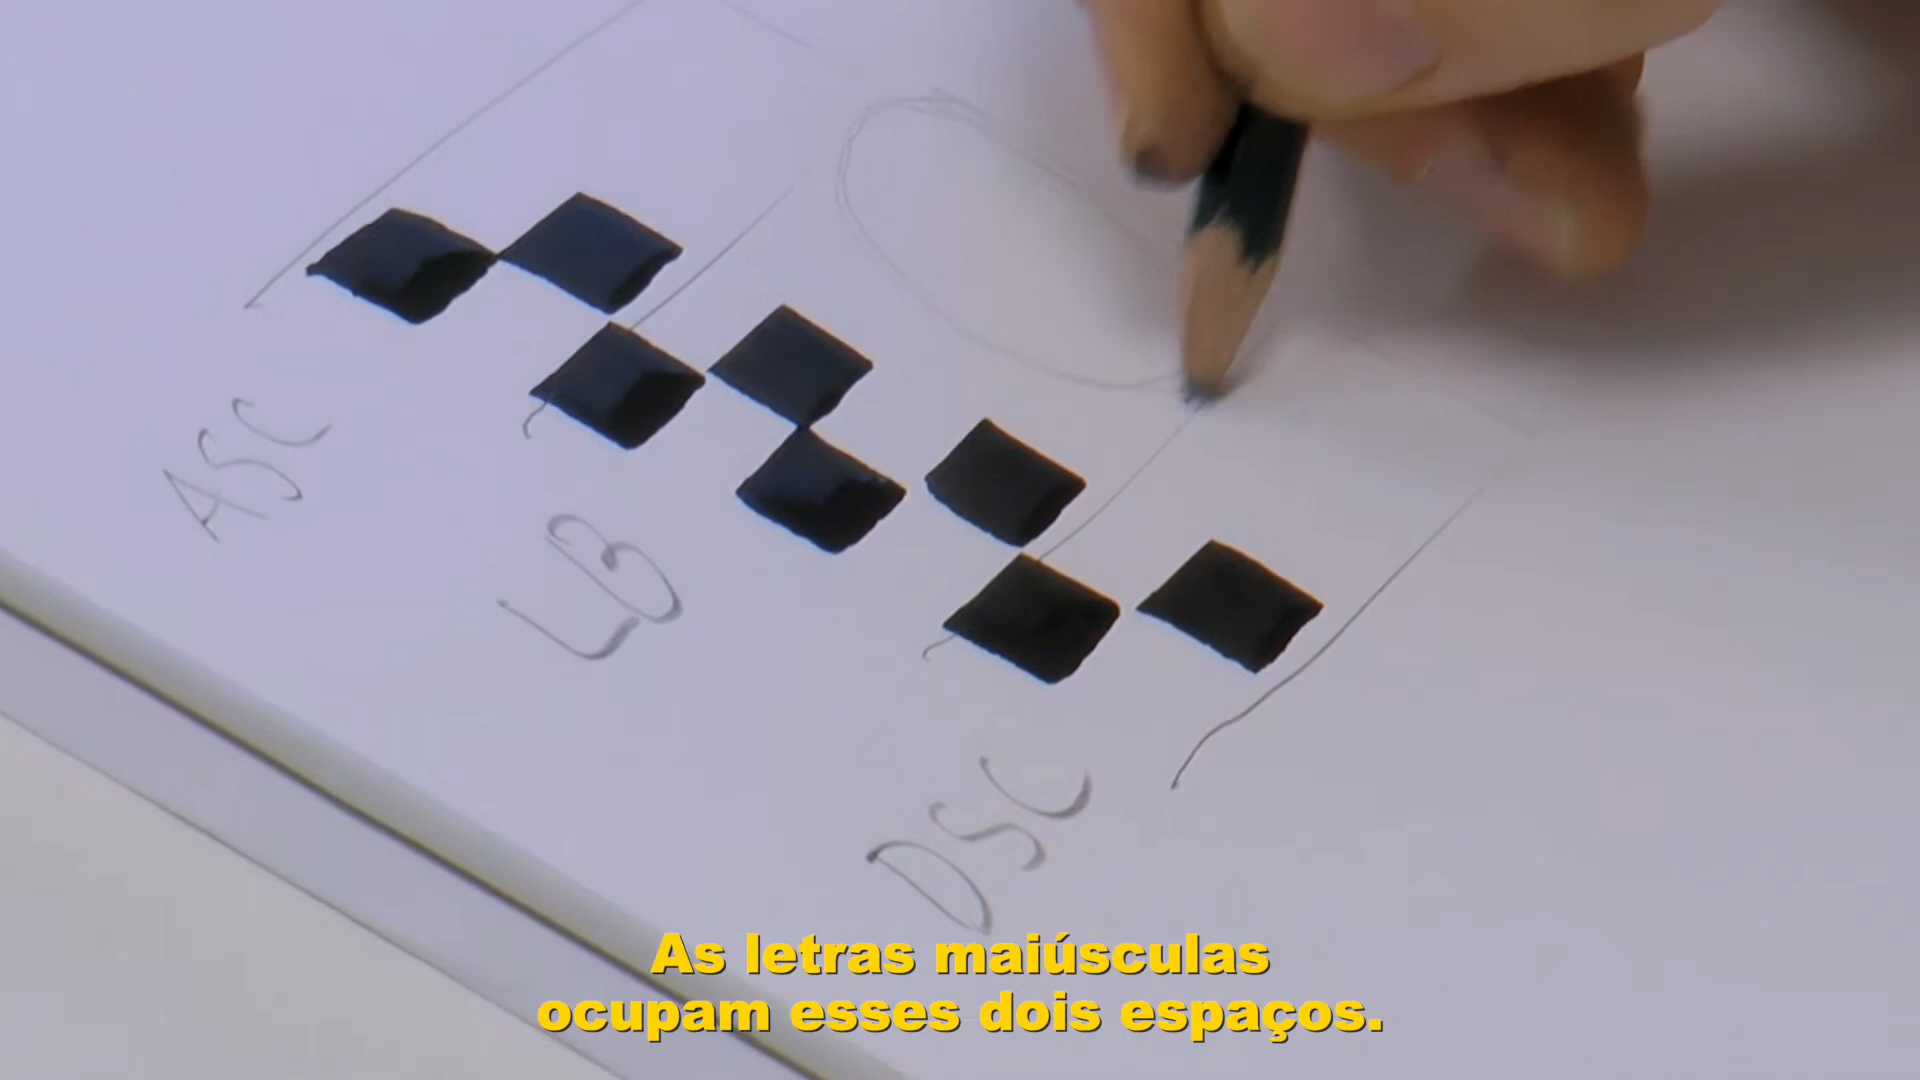 ASC
LB
DSC
As letras maiúsculas
ocupam esses dois espaços.